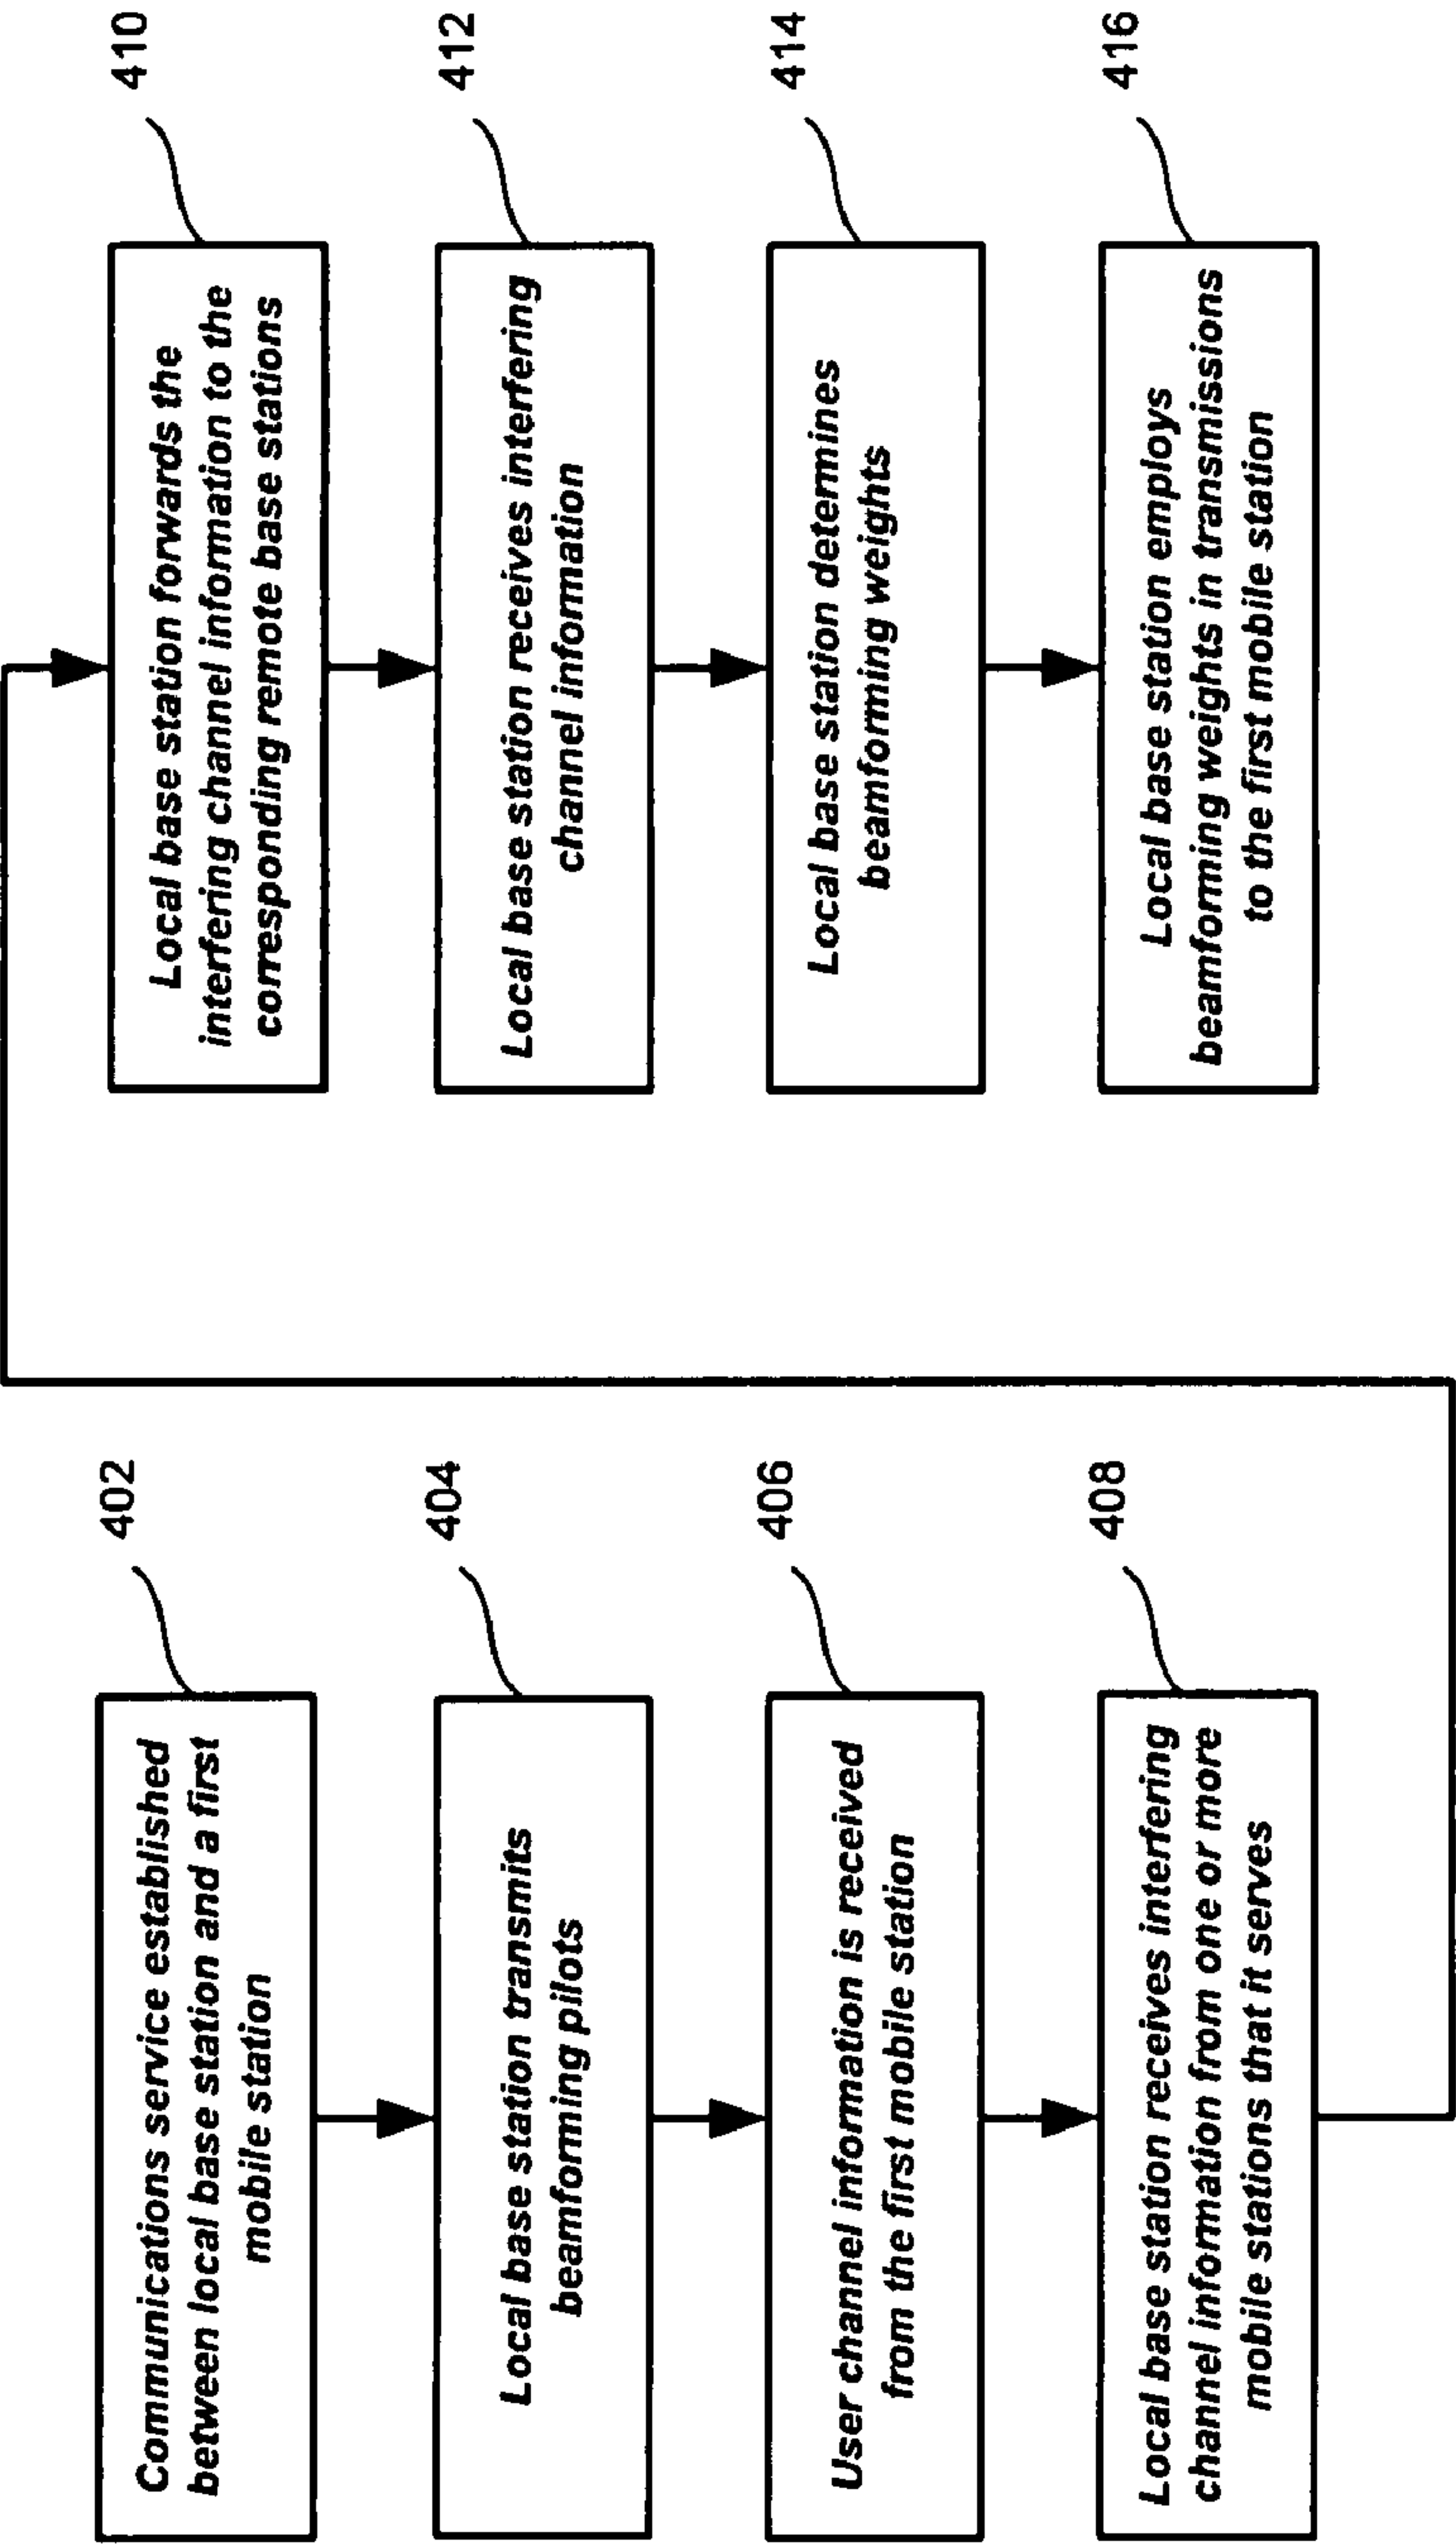 402
Communications service established
between local base station and a first
mobile station
404
Local base station transmits
beamforming pilots
406
User channel information is received
from the first mobile station
408
Local base station receives interfering
channel information from one or more
mobile stations that it serves
410
Local base station forwards the
interfering channel information to the
corresponding remote base stations
412
Local base station receives interfering
channel information
414
Local base station determines
beamforming weights
416
Local base station employs
beamforming weights in transmissions
to the first mobile station